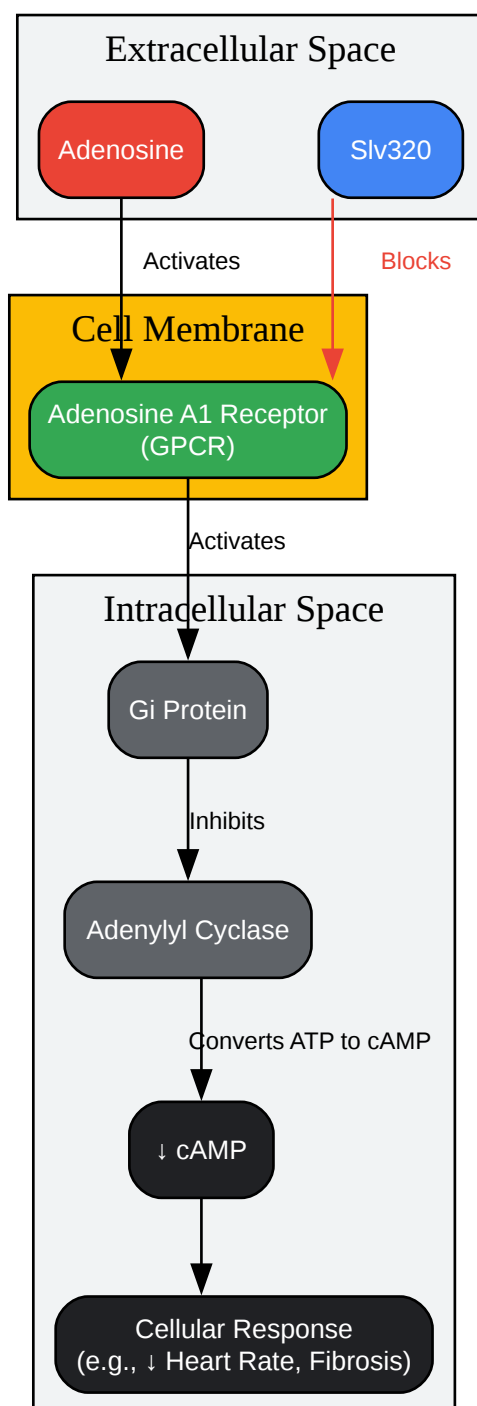 Extracellular Space
Adenosine
Slv320
Activates
Blocks
Cell Membrane
Adenosine A1 Receptor
(GPCR)
Activates
Intracellular Space
Gi Protein
Inhibits
Adenylyl Cyclase
Converts ATP to cAMP
↓ cAMP
Cellular Response
(e.g., ↓ Heart Rate, Fibrosis)